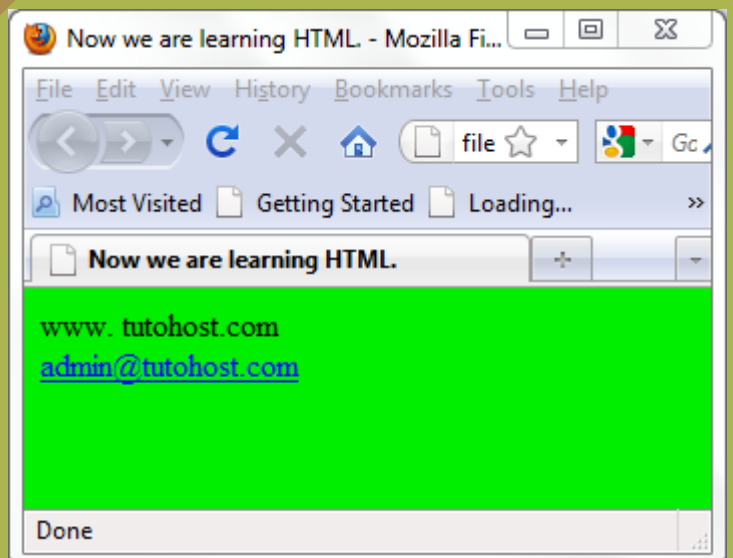 Now we are learning HTML. - Mozilla Fi...
File Edit View History Bookmarks Tools Help
file Gc
Most Visited Getting Started Loading... »
Now we are learning HTML.
www. tutohost.com
admin@tutohost.com
Done